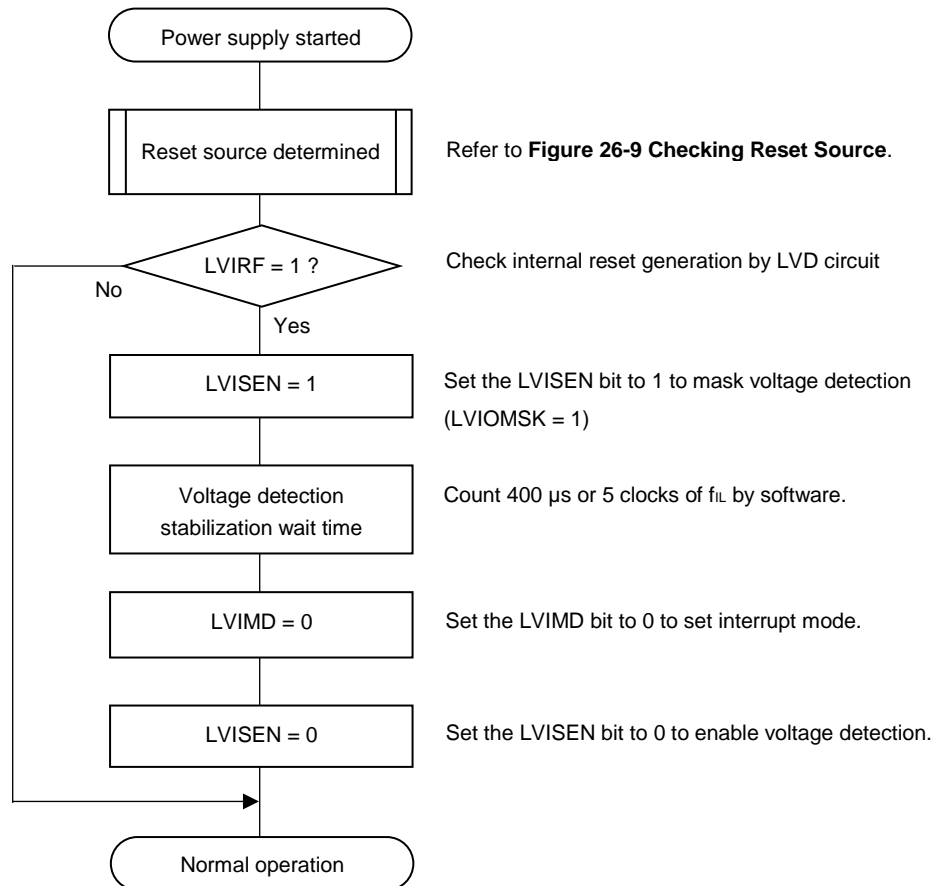 Power supply started
Reset source determined
Refer to Figure 26-9 Checking Reset Source.
LVIRF = 1 ?
Check internal reset generation by LVD circuit
No
Yes
LVISEN = 1
Set the LVISEN bit to 1 to mask voltage detection
(LVIOMSK = 1)
Voltage detection
stabilization wait time
Count 400 µs or 5 clocks of fIL by software.
LVIMD = 0
Set the LVIMD bit to 0 to set interrupt mode.
LVISEN = 0
Set the LVISEN bit to 0 to enable voltage detection.
Normal operation